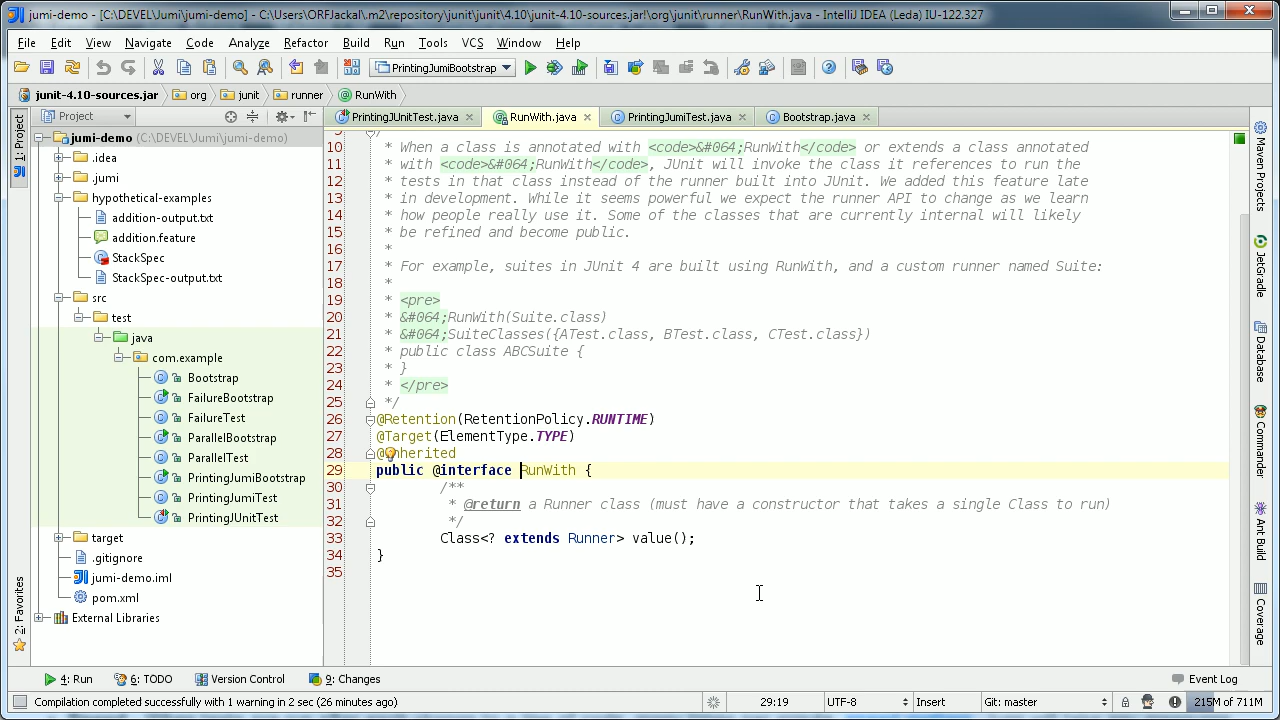 jumi-demo - [C:\DEVEL\Jumi\jumi-demo] - C:\Users\ORFJackal\.m2\repository\junit\junit\4.10\junit-4.10-sources.jar!\org\junit\runner\RunWith.java - IntelliJ IDEA (Leda) IU-122.327
File Edit View Navigate Code Analyze Refactor Build Run Tools VCS Window Help
PrintingJumiBootstrap
junit-4.10-sources.jar org junit runner RunWith
Project
PrintingJUnitTest.java RunWith.java PrintingJumiTest.java Bootstrap.java
1: Project
2: Favorites
jumi-demo (C:\DEVEL\Jumi\jumi-demo)
.idea
.jumi
hypothetical-examples
addition-output.txt
addition.feature
StackSpec
StackSpec-output.txt
src
test
java
com.example
Bootstrap
FailureBootstrap
FailureTest
ParallelBootstrap
ParallelTest
PrintingJumiBootstrap
PrintingJumiTest
PrintingJUnitTest
target
.gitignore
jumi-demo.iml
pom.xml
External Libraries
9 */
10 * When a class is annotated with <code>&#064;RunWith</code> or extends a class annotated
11 * with <code>&#064;RunWith</code>, JUnit will invoke the class it references to run the
12 * tests in that class instead of the runner built into JUnit. We added this feature late
13 * in development. While it seems powerful we expect the runner API to change as we learn
14 * how people really use it. Some of the classes that are currently internal will likely
15 * be refined and become public.
16 *
17 * For example, suites in JUnit 4 are built using RunWith, and a custom runner named Suite:
18 *
19 * <pre>
20 * &#064;RunWith(Suite.class)
21 * &#064;SuiteClasses({ATest.class, BTest.class, CTest.class})
22 * public class ABCSuite {
23 * }
24 * </pre>
25 */
26 @Retention(RetentionPolicy.RUNTIME)
27 @Target(ElementType.TYPE)
28 @Inherited
29 public @interface RunWith {
30 /**
31 * @return a Runner class (must have a constructor that takes a single Class to run)
32 */
33 Class<? extends Runner> value();
34 }
35
Maven Projects
JetGradle
Database
Commander
Ant Build
Coverage
4: Run 6: TODO Version Control 9: Changes Event Log
Compilation completed successfully with 1 warning in 2 sec (26 minutes ago) 29:19 UTF-8 Insert Git: master 215M of 711M